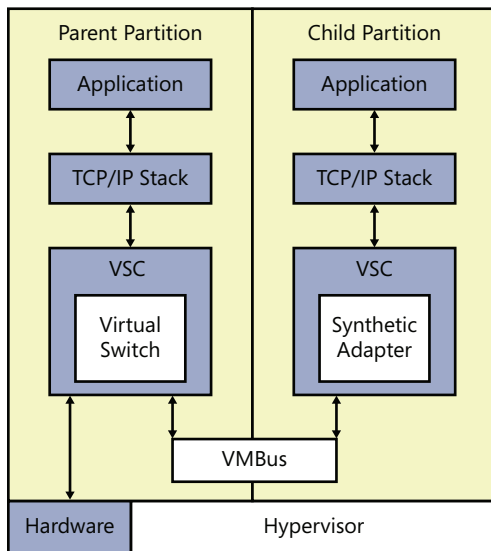 Parent Partition
Child Partition
Application
Application
TCP/IP Stack
TCP/IP Stack
VSC
VSC
Virtual
Switch
Synthetic
Adapter
VMBus
Hardware
Hypervisor